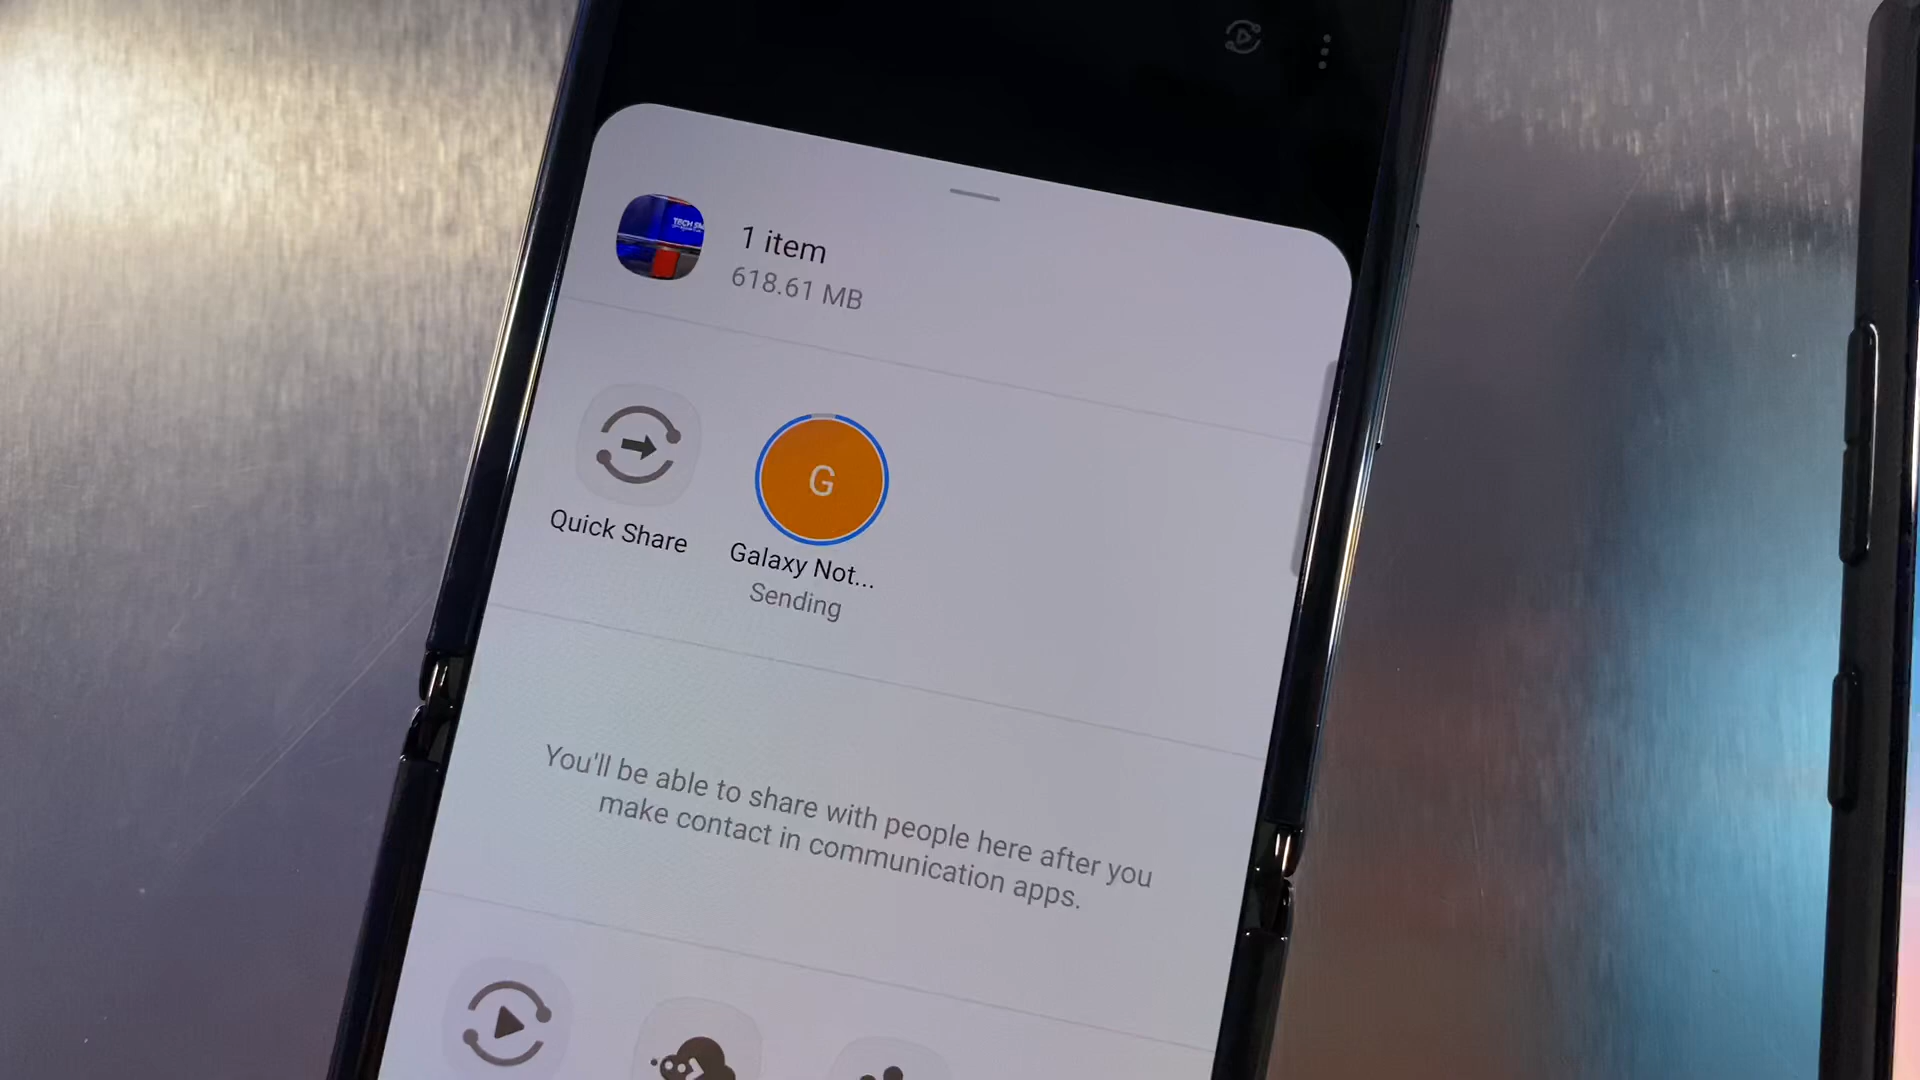 TECH
1 item
618.61 MB
G
Quick Share
Galaxy Not...
Sending
You'll be able to share with people here after you
make contact in communication apps.